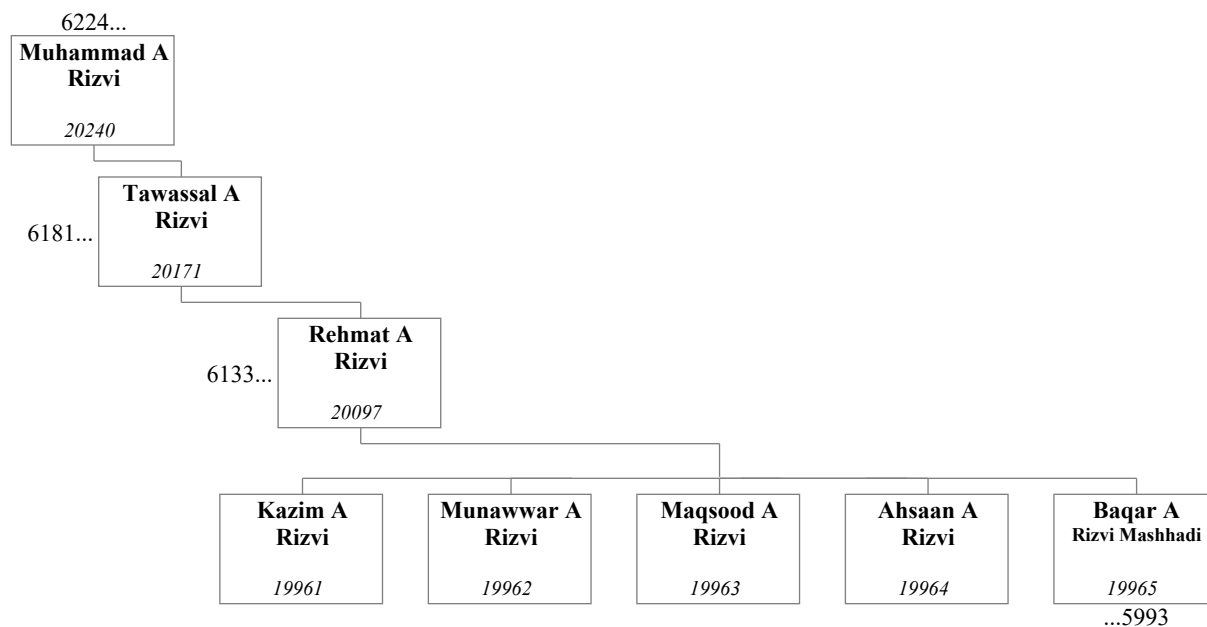 6224...
Muhammad A
Rizvi
20240
Tawassal A
Rizvi
6181...
20171
Rehmat A
Rizvi
6133...
20097
Kazim A
Rizvi
19961
Munawwar A
Rizvi
19962
Maqsood A
Rizvi
19963
Ahsaan A
Rizvi
19964
Baqar A
Rizvi Mashhadi
19965
...5993